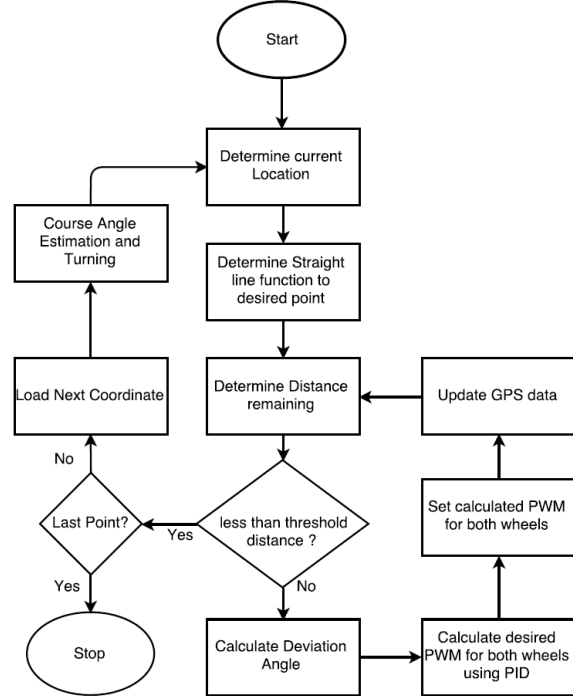 Start
Determine current
Location
Course Angle
Estimation and
Turning
Determine Straight
line function to
desired point
Load Next Coordinate
Determine Distance
remaining
Update GPS data
No
Last Point?
Yes
less than threshold
distance ?
Set calculated PWM
for both wheels
Yes
No
Stop
Calculate Deviation
Angle
Calculate desired
PWM for both wheels
using PID